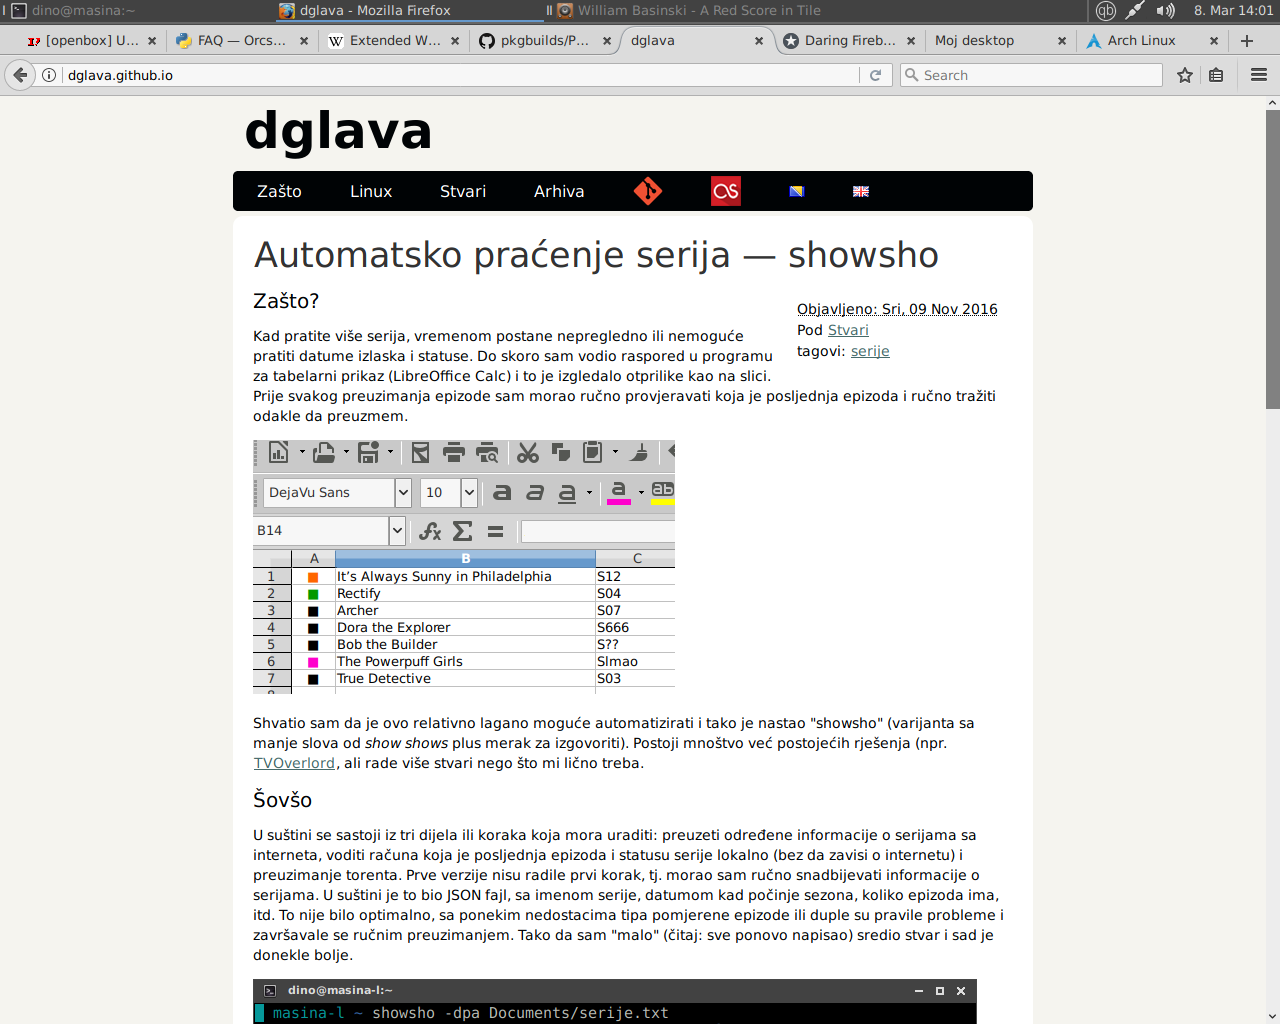 dino@masina:~
dglava - Mozilla Firefox
William Basinski - A Red Score in Tile
8. Mar 14:01
[openbox] U...
FAQ — Orcs...
Extended W...
pkgbuilds/P...
dglava
Daring Fireb...
Moj desktop
Arch Linux
dglava.github.io
Search
dglava
Zašto
Linux
Stvari
Arhiva
Automatsko praćenje serija — showsho
Zašto?
Objavljeno: Sri, 09 Nov 2016
Pod Stvari
tagovi: serije
Kad pratite više serija, vremenom postane nepregledno ili nemoguće
pratiti datume izlaska i statuse. Do skoro sam vodio raspored u programu
za tabelarni prikaz (LibreOffice Calc) i to je izgledalo otprilike kao na slici.
Prije svakog preuzimanja epizode sam morao ručno provjeravati koja je posljednja epizoda i ručno tražiti
odakle da preuzmem.
DejaVu Sans
10
B14
A B C
1 It's Always Sunny in Philadelphia S12
2 Rectify S04
3 Archer S07
4 Dora the Explorer S666
5 Bob the Builder S??
6 The Powerpuff Girls Slmao
7 True Detective S03
Shvatio sam da je ovo relativno lagano moguće automatizirati i tako je nastao "showsho" (varijanta sa
manje slova od show shows plus merak za izgovoriti). Postoji mnoštvo već postojećih rješenja (npr.
TVOverlord, ali rade više stvari nego što mi lično treba.
Šovšo
U suštini se sastoji iz tri dijela ili koraka koja mora uraditi: preuzeti određene informacije o serijama sa
interneta, voditi računa koja je posljednja epizoda i statusu serije lokalno (bez da zavisi o internetu) i
preuzimanje torenta. Prve verzije nisu radile prvi korak, tj. morao sam ručno snadbijevati informacije o
serijama. U suštini je to bio JSON fajl, sa imenom serije, datumom kad počinje sezona, koliko epizoda ima,
itd. To nije bilo optimalno, sa ponekim nedostacima tipa pomjerene epizode ili duple su pravile probleme i
završavale se ručnim preuzimanjem. Tako da sam "malo" (čitaj: sve ponovo napisao) sredio stvar i sad je
donekle bolje.
dino@masina-l:~
masina-l ~ showsho -dpa Documents/serije.txt